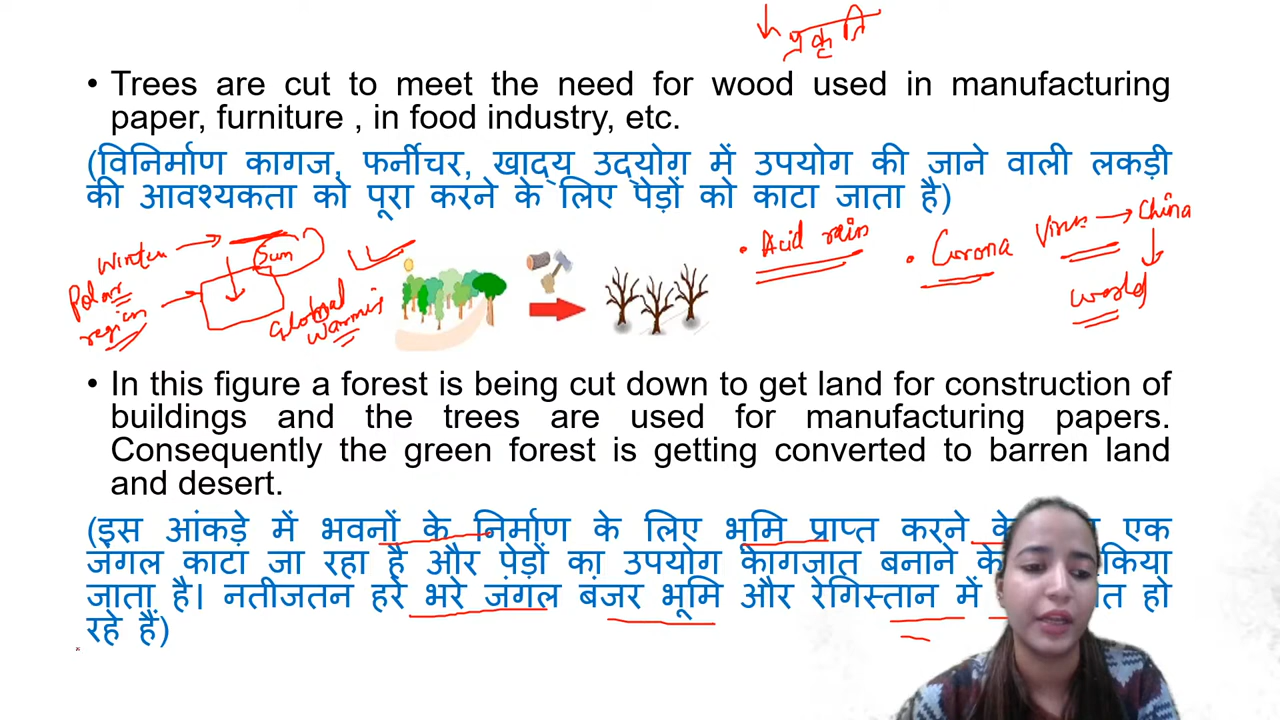 प्रकृति
• Trees are cut to meet the need for wood used in manufacturing
paper, furniture , in food industry, etc.
(विनिर्माण कागज, फर्नीचर, खाद्य उद्योग में उपयोग की जाने वाली लकड़ी
की आवश्यकता को पूरा करने के लिए पेड़ों को काटा जाता है)
Winter
Sun
Polar
region
Global
Warming
• Acid rain
• Corona
Virus → China
World
• In this figure a forest is being cut down to get land for construction of
buildings and the trees are used for manufacturing papers.
Consequently the green forest is getting converted to barren land
and desert.
(इस आंकड़े में भवनों के निर्माण के लिए भूमि प्राप्त करने के एक
जंगल काटा जा रहा है और पेड़ों का उपयोग कागजात बनाने के किया
जाता है। नतीजतन हरे भरे जंगल बंजर भूमि और रेगिस्तान में हो
रहे हैं)